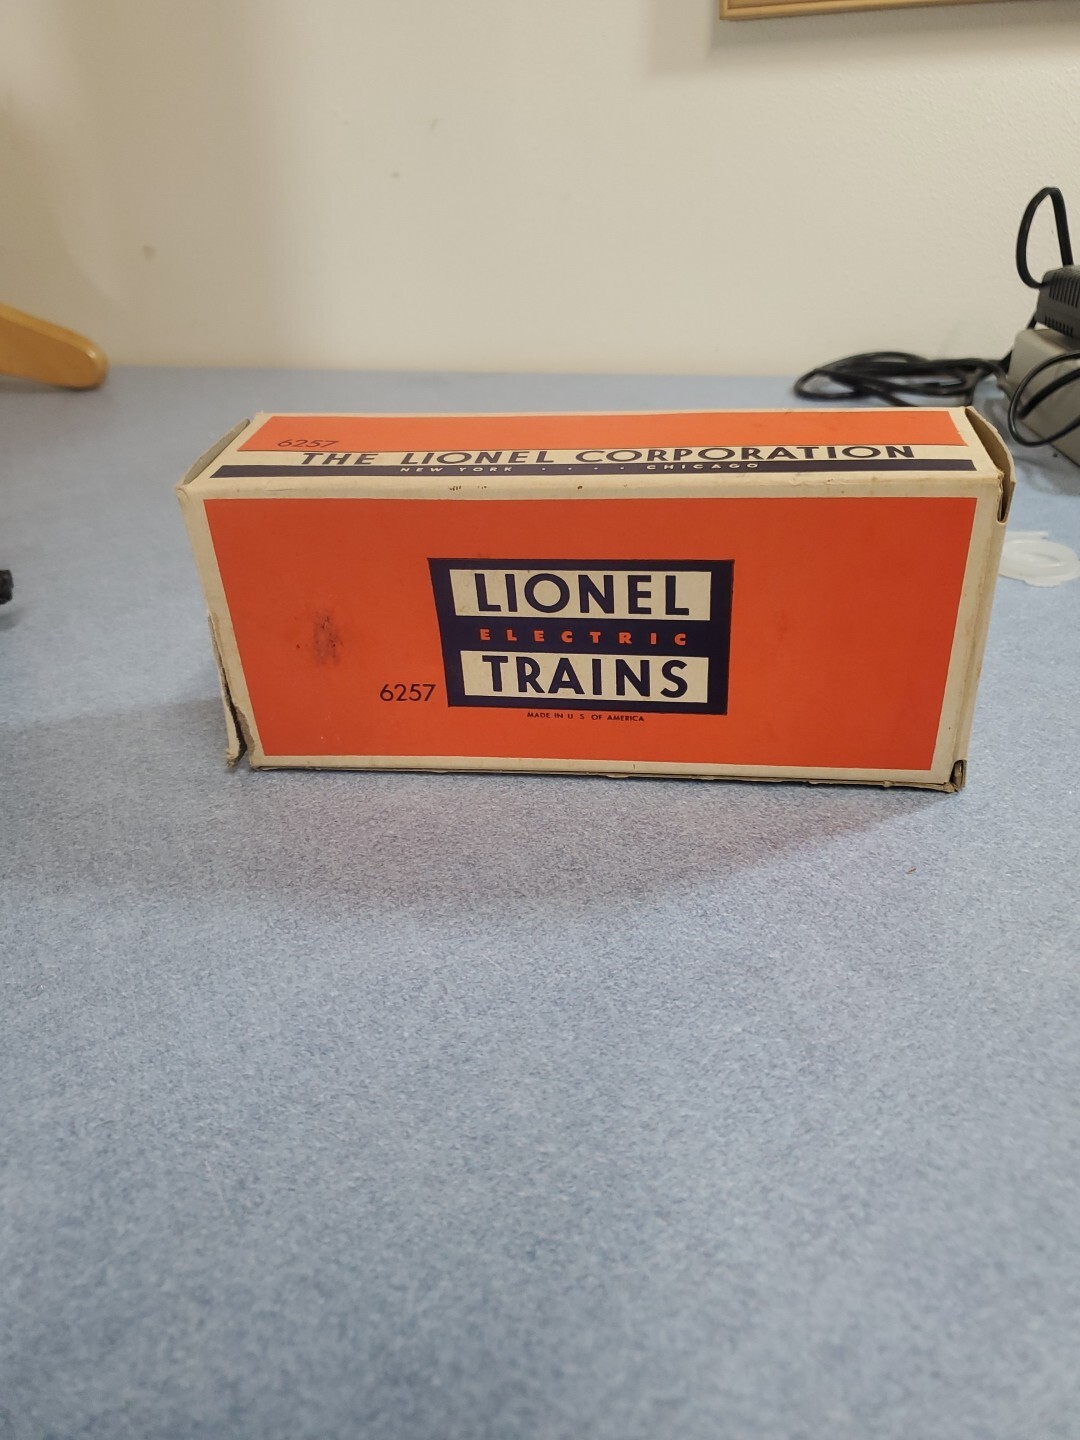 6257
THE LIONEL CORPORATION
NEW YORK • • • • CHICAGO
LIONEL
ELECTRIC
TRAINS
6257
MADE IN U S OF AMERICA